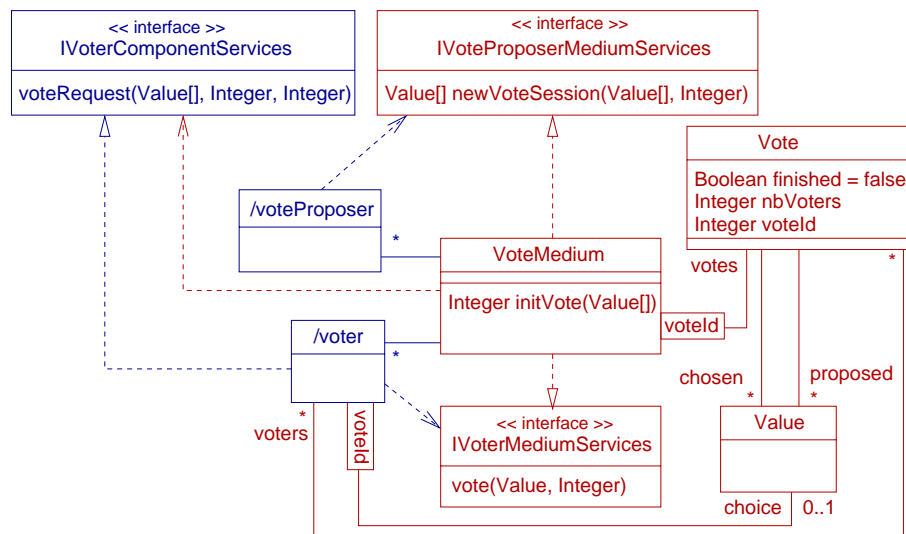 << interface >>
IVoterComponentServices
voteRequest(Value[], Integer, Integer)
<< interface >>
IVoteProposerMediumServices
Value[] newVoteSession(Value[], Integer)
Vote
Boolean finished = false
Integer nbVoters
Integer voteId
/voteProposer
*
VoteMedium
Integer initVote(Value[])
votes
*
voteId
/voter
*
chosen
proposed
*
*
*
voters
voteId
<< interface >>
IVoterMediumServices
vote(Value, Integer)
Value
choice
0..1